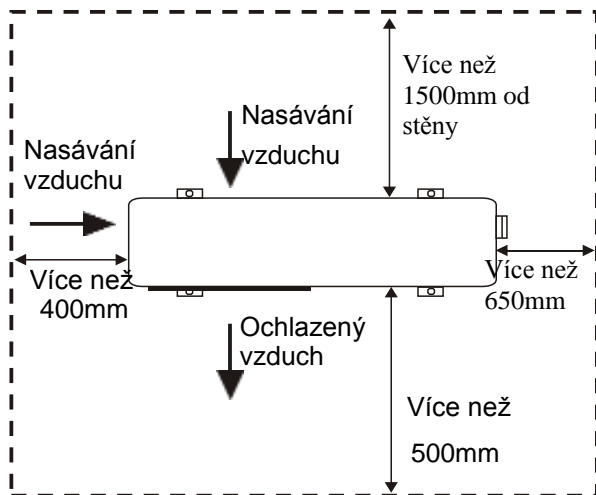 Více než
1500mm od
stěny
Nasávání
vzduchu
Nasávání
vzduchu
Více než
400mm
Více než
650mm
Ochlazený
vzduch
Více než
500mm